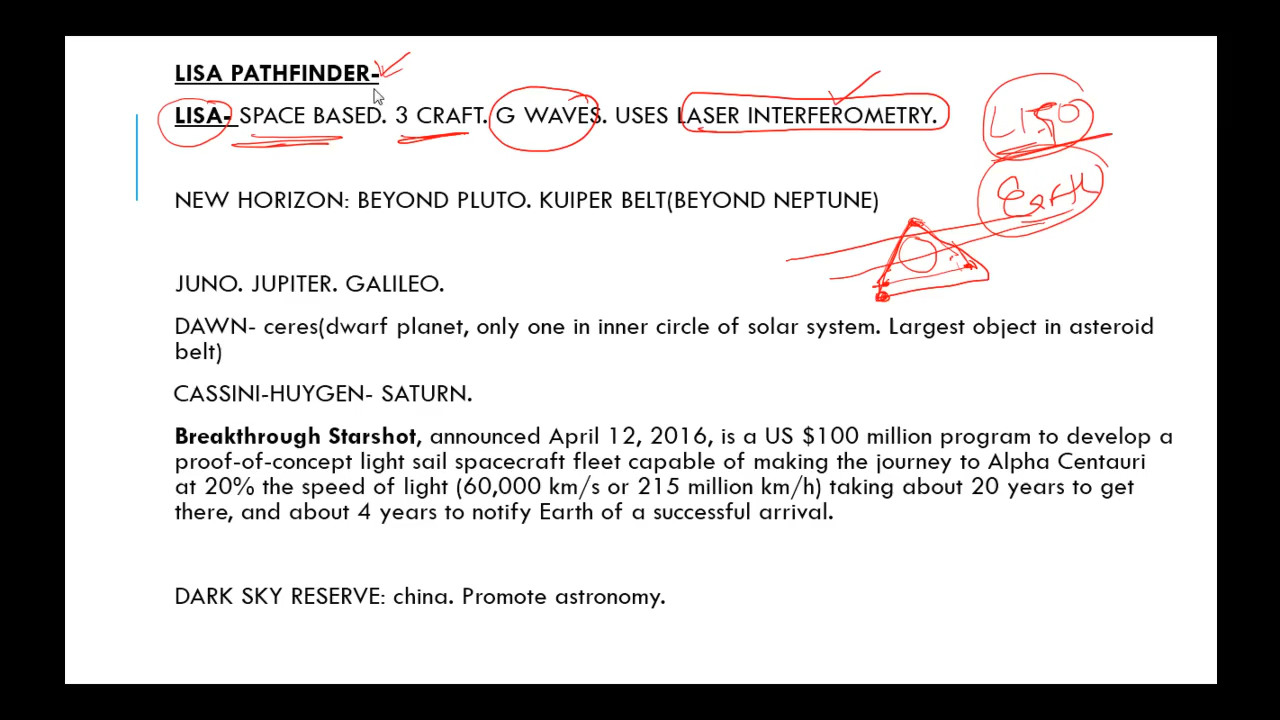 LISA PATHFINDER-
LISA- SPACE BASED. 3 CRAFT. G WAVES. USES LASER INTERFEROMETRY.
LIGO
Earth
NEW HORIZON: BEYOND PLUTO. KUIPER BELT(BEYOND NEPTUNE)
JUNO. JUPITER. GALILEO.
DAWN- ceres(dwarf planet, only one in inner circle of solar system. Largest object in asteroid
belt)
CASSINI-HUYGEN- SATURN.
Breakthrough Starshot, announced April 12, 2016, is a US $100 million program to develop a
proof-of-concept light sail spacecraft fleet capable of making the journey to Alpha Centauri
at 20% the speed of light (60,000 km/s or 215 million km/h) taking about 20 years to get
there, and about 4 years to notify Earth of a successful arrival.
DARK SKY RESERVE: china. Promote astronomy.